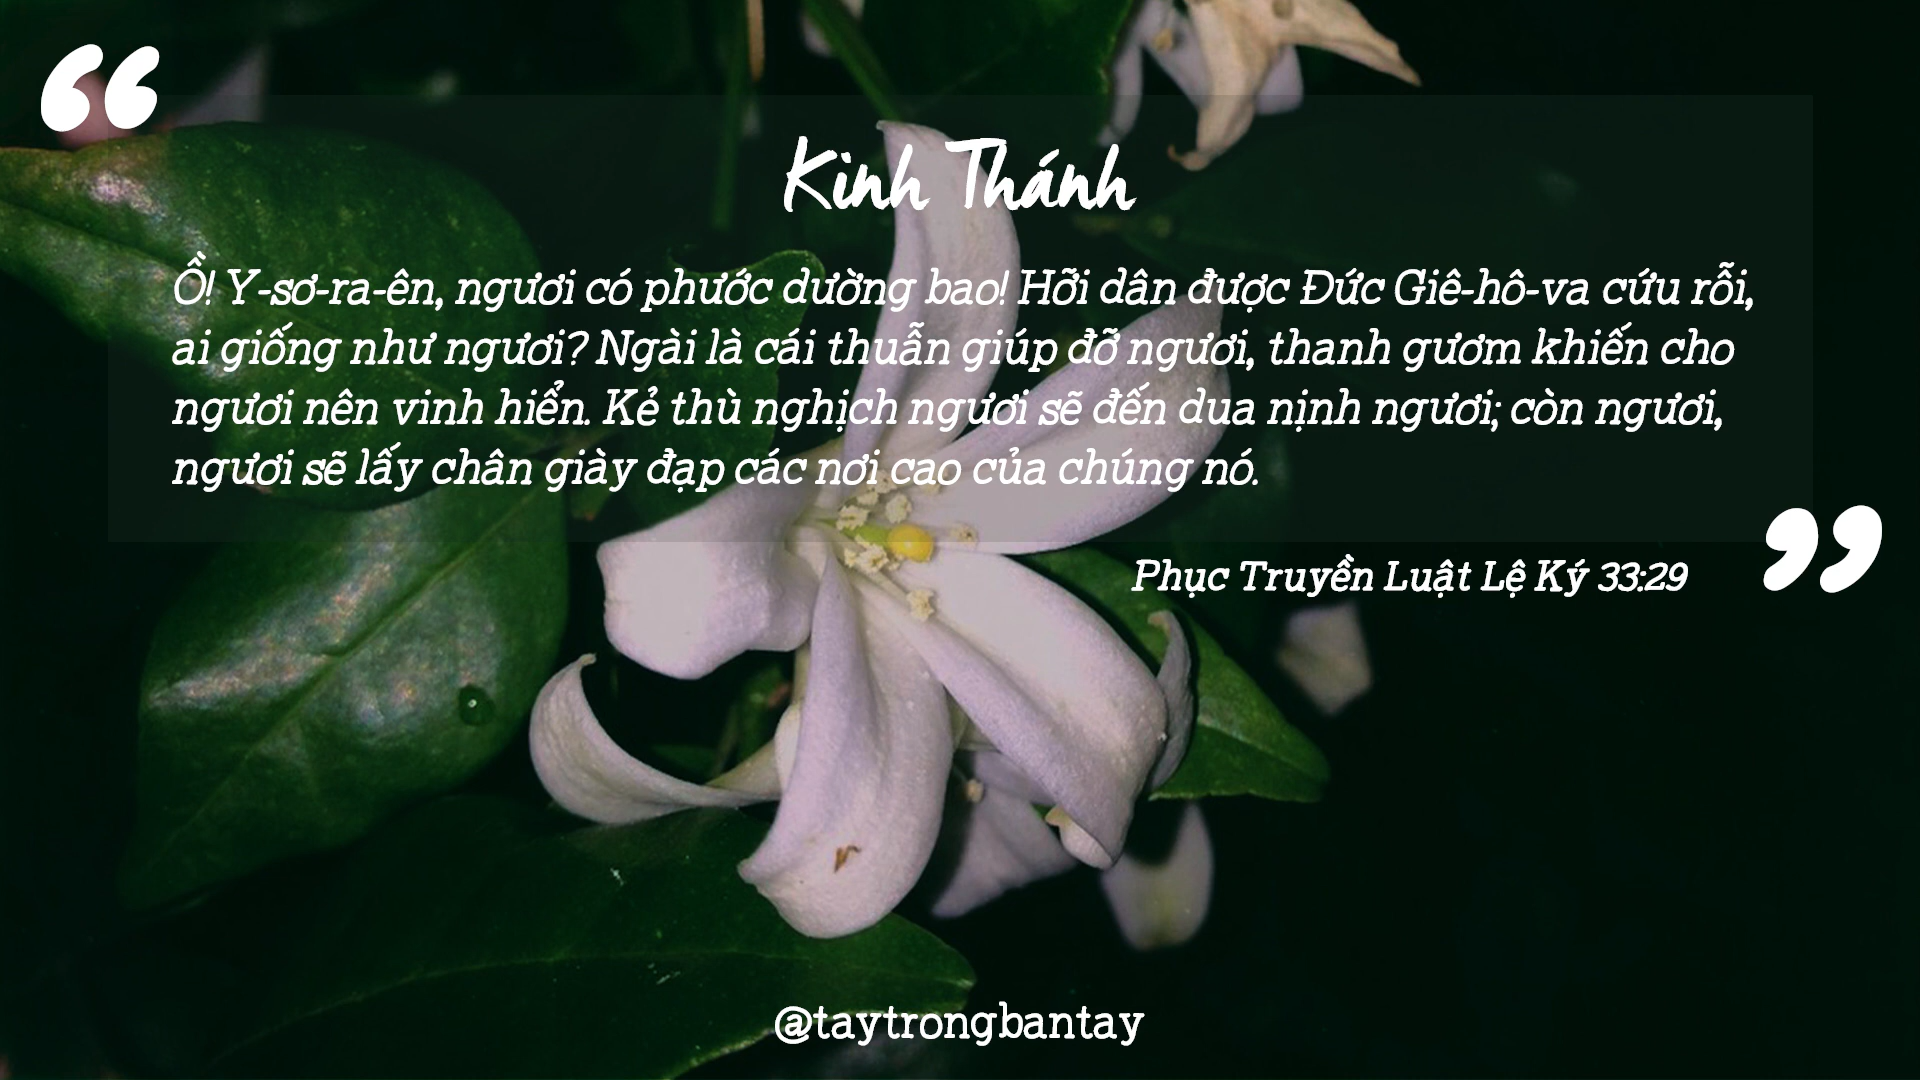 “
Kinh Thánh
Ồ! Y-sơ-ra-ên, ngươi có phước dường bao! Hỡi dân được Đức Giê-hô-va cứu rỗi,
ai giống như ngươi? Ngài là cái thuẫn giúp đỡ ngươi, thanh gươm khiến cho
ngươi nên vinh hiển. Kẻ thù nghịch ngươi sẽ đến dua nịnh ngươi; còn ngươi,
ngươi sẽ lấy chân giày đạp các nơi cao của chúng nó.
”
Phục Truyền Luật Lệ Ký 33:29
@taytrongbantay